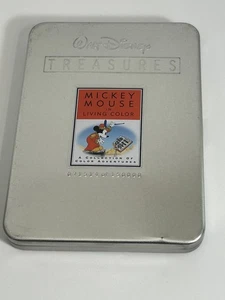 Walt Disney
TREASURES
MICKEY
MOUSE
IN
LIVING COLOR
A COLLECTION OF
COLOR ADVENTURES